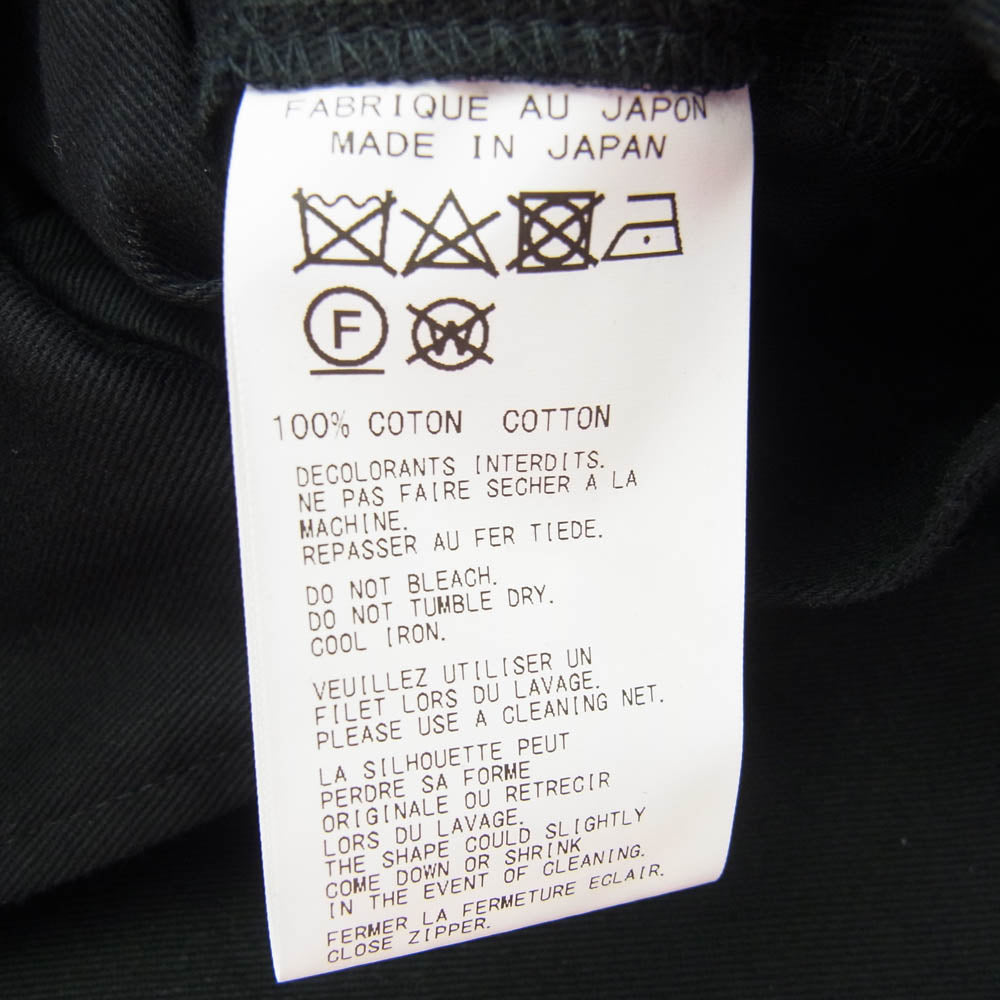 FABRIQUE AU JAPON
MADE IN JAPAN
F W
100% COTON COTTON
DECOLORANTS INTERDITS.
NE PAS FAIRE SECHER A LA
MACHINE.
REPASSER AU FER TIEDE.
DO NOT BLEACH.
DO NOT TUMBLE DRY.
COOL IRON.
VEUILLEZ UTILISER UN
FILET LORS DU LAVAGE.
PLEASE USE A CLEANING NET.
LA SILHOUETTE PEUT
PERDRE SA FORME
ORIGINALE OU RETRECIR
LORS DU LAVAGE.
THE SHAPE COULD SLIGHTLY
COME DOWN OR SHRINK
IN THE EVENT OF CLEANING.
FERMER LA FERMETURE ECLAIR.
CLOSE ZIPPER.